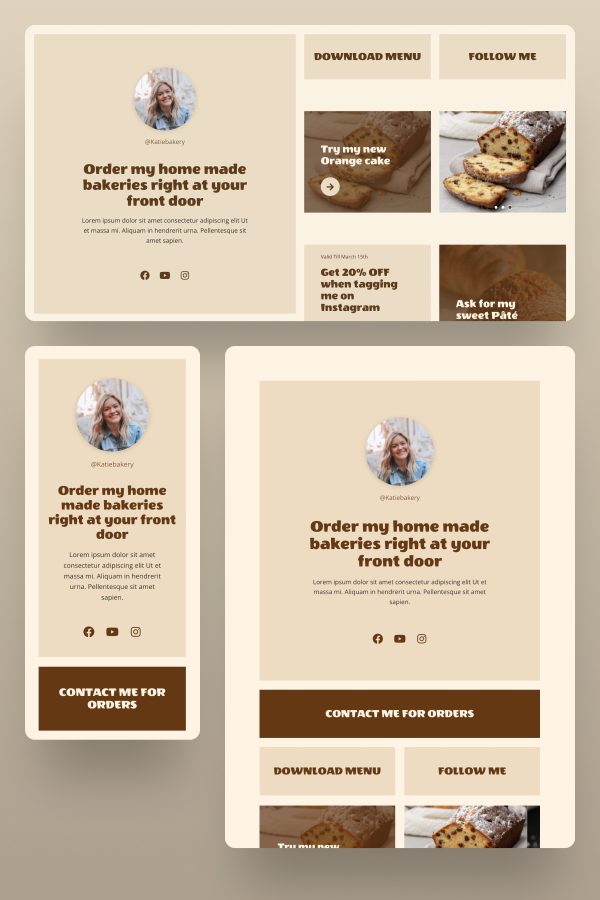 @Katiebakery
Order my home made
bakeries right at your
front door
Lorem ipsum dolor sit amet consectetur adipiscing elit Ut
et massa mi. Aliquam in hendrerit urna. Pellentesque sit
amet sapien.
DOWNLOAD MENU
FOLLOW ME
Try my new
Orange cake
Valid Till March 15th
Get 20% OFF
when tagging
me on
Instagram
Ask for my
sweet Pâté
@Katiebakery
Order my home
made bakeries
right at your front
door
Lorem ipsum dolor sit amet
consectetur adipiscing elit Ut et
massa mi. Aliquam in hendrerit
urna. Pellentesque sit amet
sapien.
CONTACT ME FOR
ORDERS
@Katiebakery
Order my home made
bakeries right at your
front door
Lorem ipsum dolor sit amet consectetur adipiscing elit Ut et
massa mi. Aliquam in hendrerit urna. Pellentesque sit amet
sapien.
CONTACT ME FOR ORDERS
DOWNLOAD MENU
FOLLOW ME
Try my new